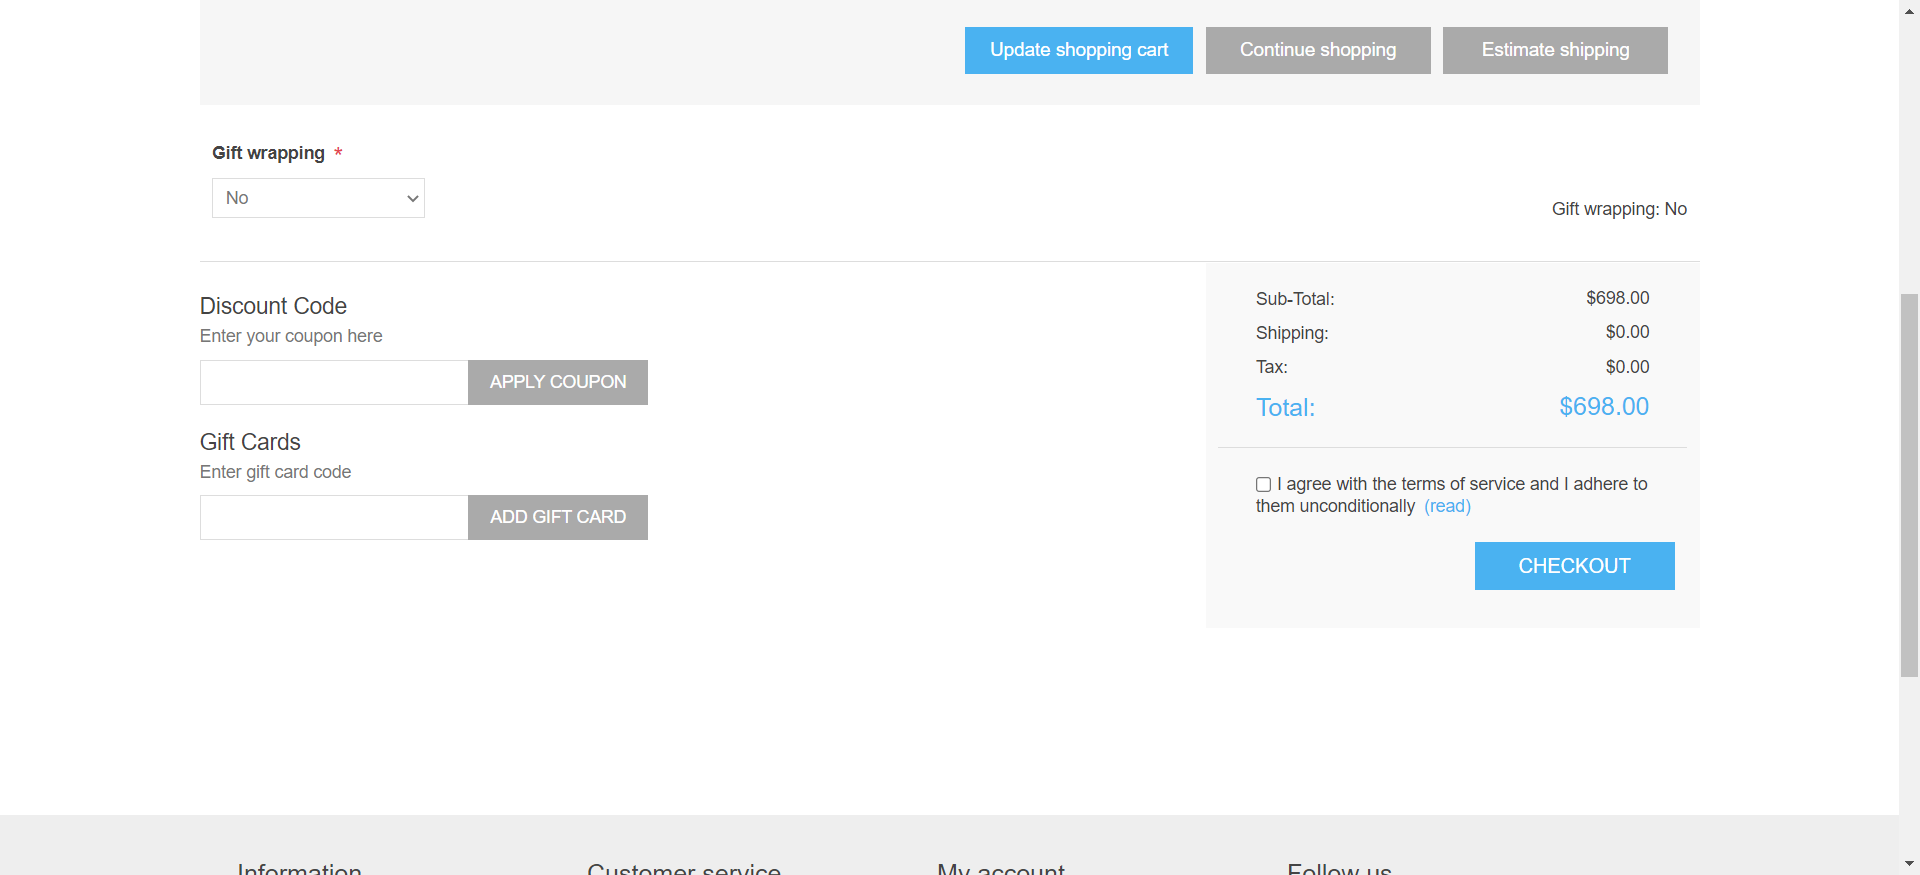 Update shopping cart Continue shopping Estimate shipping
Gift wrapping *
No
Gift wrapping: No
Discount Code
Enter your coupon here
APPLY COUPON
Gift Cards
Enter gift card code
ADD GIFT CARD
Sub-Total: $698.00
Shipping: $0.00
Tax: $0.00
Total: $698.00
I agree with the terms of service and I adhere to
them unconditionally (read)
CHECKOUT
Information Customer service My account Follow us